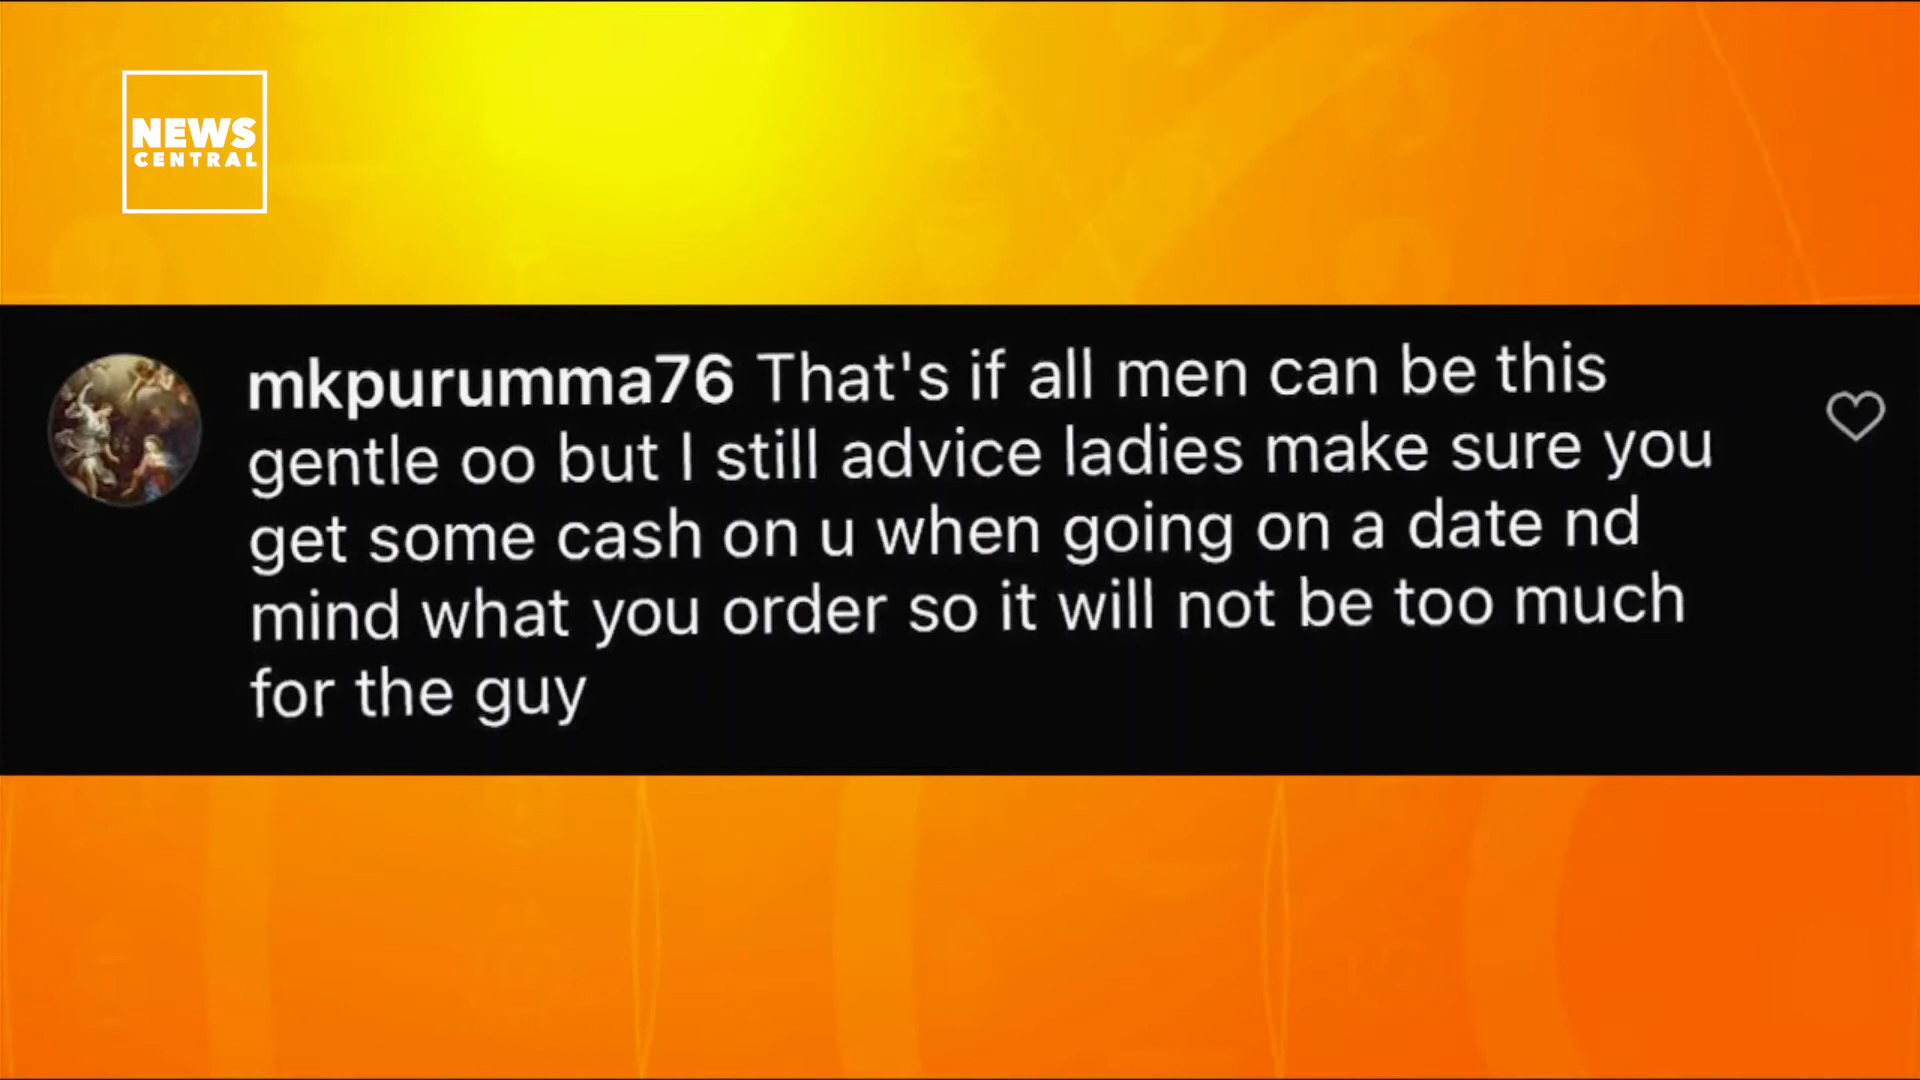 NEWS
CENTRAL
mkpurumma76 That's if all men can be this
gentle oo but I still advice ladies make sure you
get some cash on u when going on a date nd
mind what you order so it will not be too much
for the guy